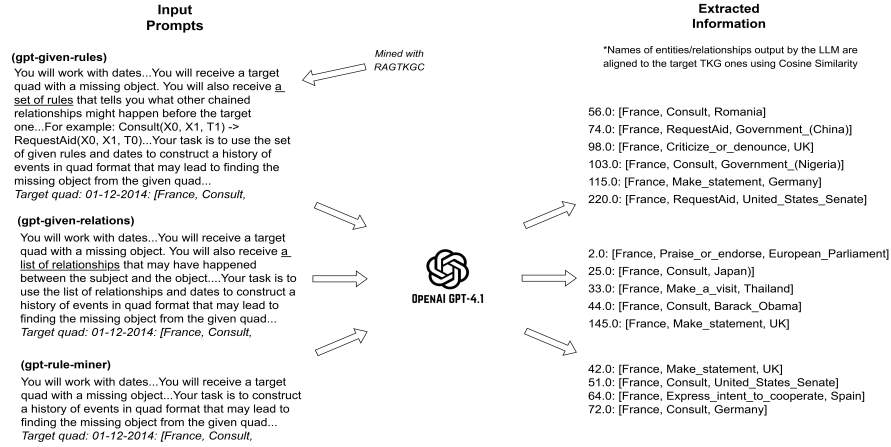 Input
Prompts
(gpt-given-rules)
You will work with dates...You will receive a target
quad with a missing object. You will also receive a
set of rules that tells you what other chained
relationships might happen before the target
one...For example: Consult(X0, X1, T1) ->
RequestAid(X0, X1, T0)...Your task is to use the set
of given rules and dates to construct a history of
events in quad format that may lead to finding the
missing object from the given quad...
Target quad: 01-12-2014: [France, Consult,
Mined with
RAGTKGC
(gpt-given-relations)
You will work with dates...You will receive a target
quad with a missing object. You will also receive a
list of relationships that may have happened
between the subject and the object....Your task is to
use the list of relationships and dates to construct a
history of events in quad format that may lead to
finding the missing object from the given quad...
Target quad: 01-12-2014: [France, Consult,
(gpt-rule-miner)
You will work with dates...You will receive a target
quad with a missing object...Your task is to construct
a history of events in quad format that may lead to
finding the missing object from the given quad...
Target quad: 01-12-2014: [France, Consult,
OpenAI GPT-4.1
Extracted
Information
*Names of entities/relationships output by the LLM are
aligned to the target TKG ones using Cosine Similarity
56.0: [France, Consult, Romania]
74.0: [France, RequestAid, Government_(China)]
98.0: [France, Criticize_or_denounce, UK]
103.0: [France, Consult, Government_(Nigeria)]
115.0: [France, Make_statement, Germany]
220.0: [France, RequestAid, United_States_Senate]
2.0: [France, Praise_or_endorse, European_Parliament]
25.0: [France, Consult, Japan)]
33.0: [France, Make_a_visit, Thailand]
44.0: [France, Consult, Barack_Obama]
145.0: [France, Make_statement, UK]
42.0: [France, Make_statement, UK]
51.0: [France, Consult, United_States_Senate]
64.0: [France, Express_intent_to_cooperate, Spain]
72.0: [France, Consult, Germany]